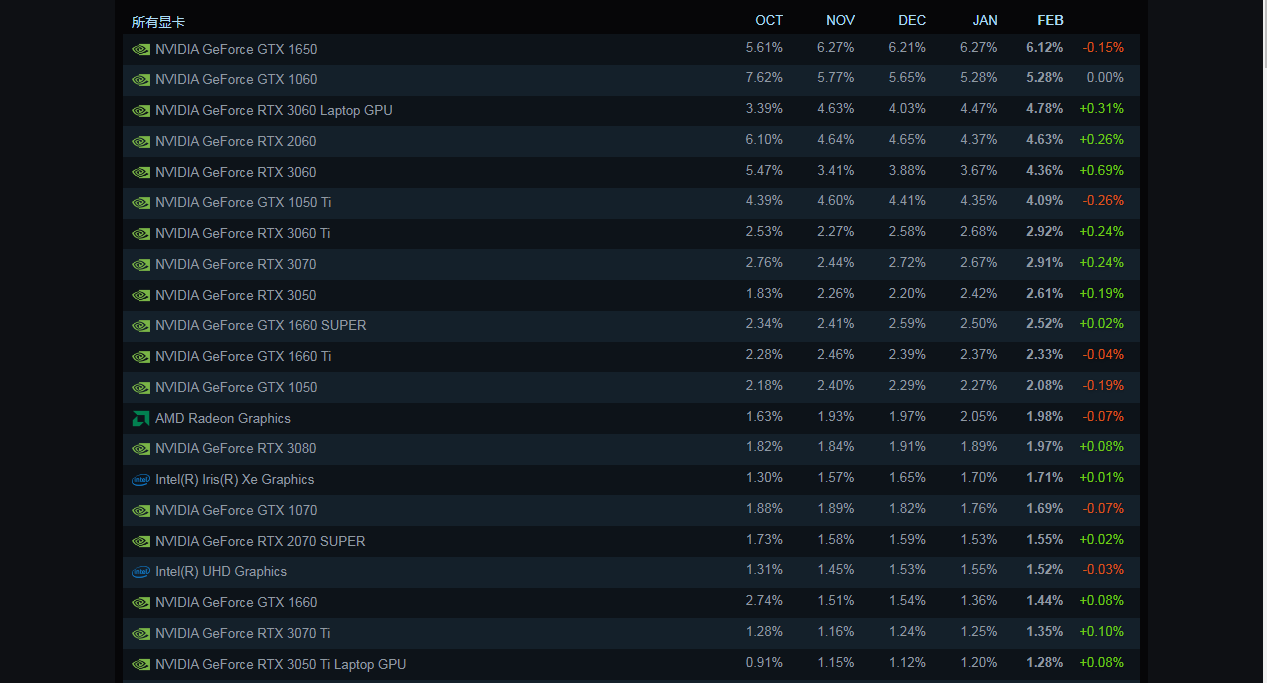 所有显卡 OCT NOV DEC JAN FEB
NVIDIA GeForce GTX 1650 5.61% 6.27% 6.21% 6.27% 6.12% -0.15%
NVIDIA GeForce GTX 1060 7.62% 5.77% 5.65% 5.28% 5.28% 0.00%
NVIDIA GeForce RTX 3060 Laptop GPU 3.39% 4.63% 4.03% 4.47% 4.78% +0.31%
NVIDIA GeForce RTX 2060 6.10% 4.64% 4.65% 4.37% 4.63% +0.26%
NVIDIA GeForce RTX 3060 5.47% 3.41% 3.88% 3.67% 4.36% +0.69%
NVIDIA GeForce GTX 1050 Ti 4.39% 4.60% 4.41% 4.35% 4.09% -0.26%
NVIDIA GeForce RTX 3060 Ti 2.53% 2.27% 2.58% 2.68% 2.92% +0.24%
NVIDIA GeForce RTX 3070 2.76% 2.44% 2.72% 2.67% 2.91% +0.24%
NVIDIA GeForce RTX 3050 1.83% 2.26% 2.20% 2.42% 2.61% +0.19%
NVIDIA GeForce GTX 1660 SUPER 2.34% 2.41% 2.59% 2.50% 2.52% +0.02%
NVIDIA GeForce GTX 1660 Ti 2.28% 2.46% 2.39% 2.37% 2.33% -0.04%
NVIDIA GeForce GTX 1050 2.18% 2.40% 2.29% 2.27% 2.08% -0.19%
AMD Radeon Graphics 1.63% 1.93% 1.97% 2.05% 1.98% -0.07%
NVIDIA GeForce RTX 3080 1.82% 1.84% 1.91% 1.89% 1.97% +0.08%
intel Intel(R) Iris(R) Xe Graphics 1.30% 1.57% 1.65% 1.70% 1.71% +0.01%
NVIDIA GeForce GTX 1070 1.88% 1.89% 1.82% 1.76% 1.69% -0.07%
NVIDIA GeForce RTX 2070 SUPER 1.73% 1.58% 1.59% 1.53% 1.55% +0.02%
intel Intel(R) UHD Graphics 1.31% 1.45% 1.53% 1.55% 1.52% -0.03%
NVIDIA GeForce GTX 1660 2.74% 1.51% 1.54% 1.36% 1.44% +0.08%
NVIDIA GeForce RTX 3070 Ti 1.28% 1.16% 1.24% 1.25% 1.35% +0.10%
NVIDIA GeForce RTX 3050 Ti Laptop GPU 0.91% 1.15% 1.12% 1.20% 1.28% +0.08%